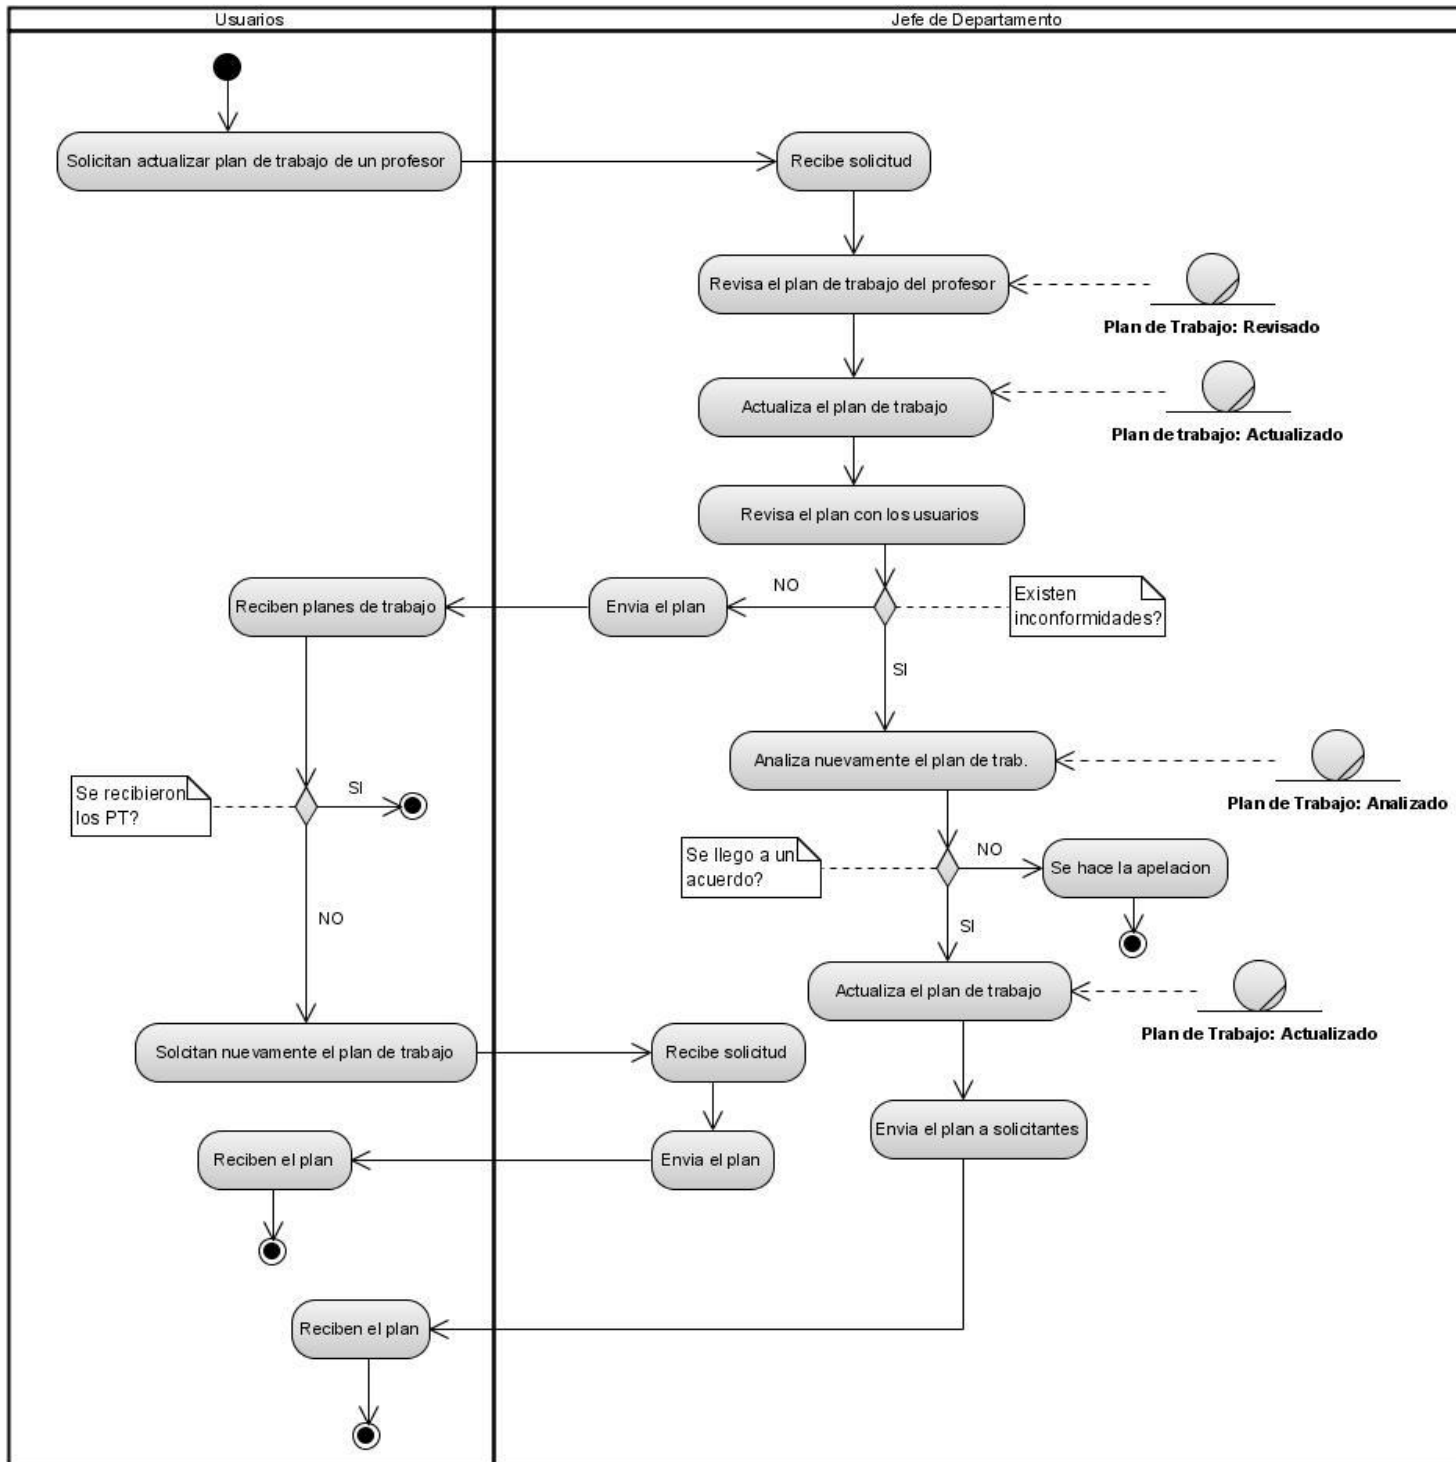 Usuarios
Jefe de Departamento
Solicitan actualizar plan de trabajo de un profesor
Recibe solicitud
Revisa el plan de trabajo del profesor
Plan de Trabajo: Revisado
Actualiza el plan de trabajo
Plan de trabajo: Actualizado
Revisa el plan con los usuarios
NO
Existen
inconformidades?
Reciben planes de trabajo
Envia el plan
SI
Analiza nuevamente el plan de trab.
Plan de Trabajo: Analizado
Se recibieron
los PT?
SI
Se llego a un
acuerdo?
NO
Se hace la apelacion
NO
SI
Actualiza el plan de trabajo
Plan de Trabajo: Actualizado
Solcitan nuevamente el plan de trabajo
Recibe solicitud
Envia el plan a solicitantes
Reciben el plan
Envia el plan
Reciben el plan